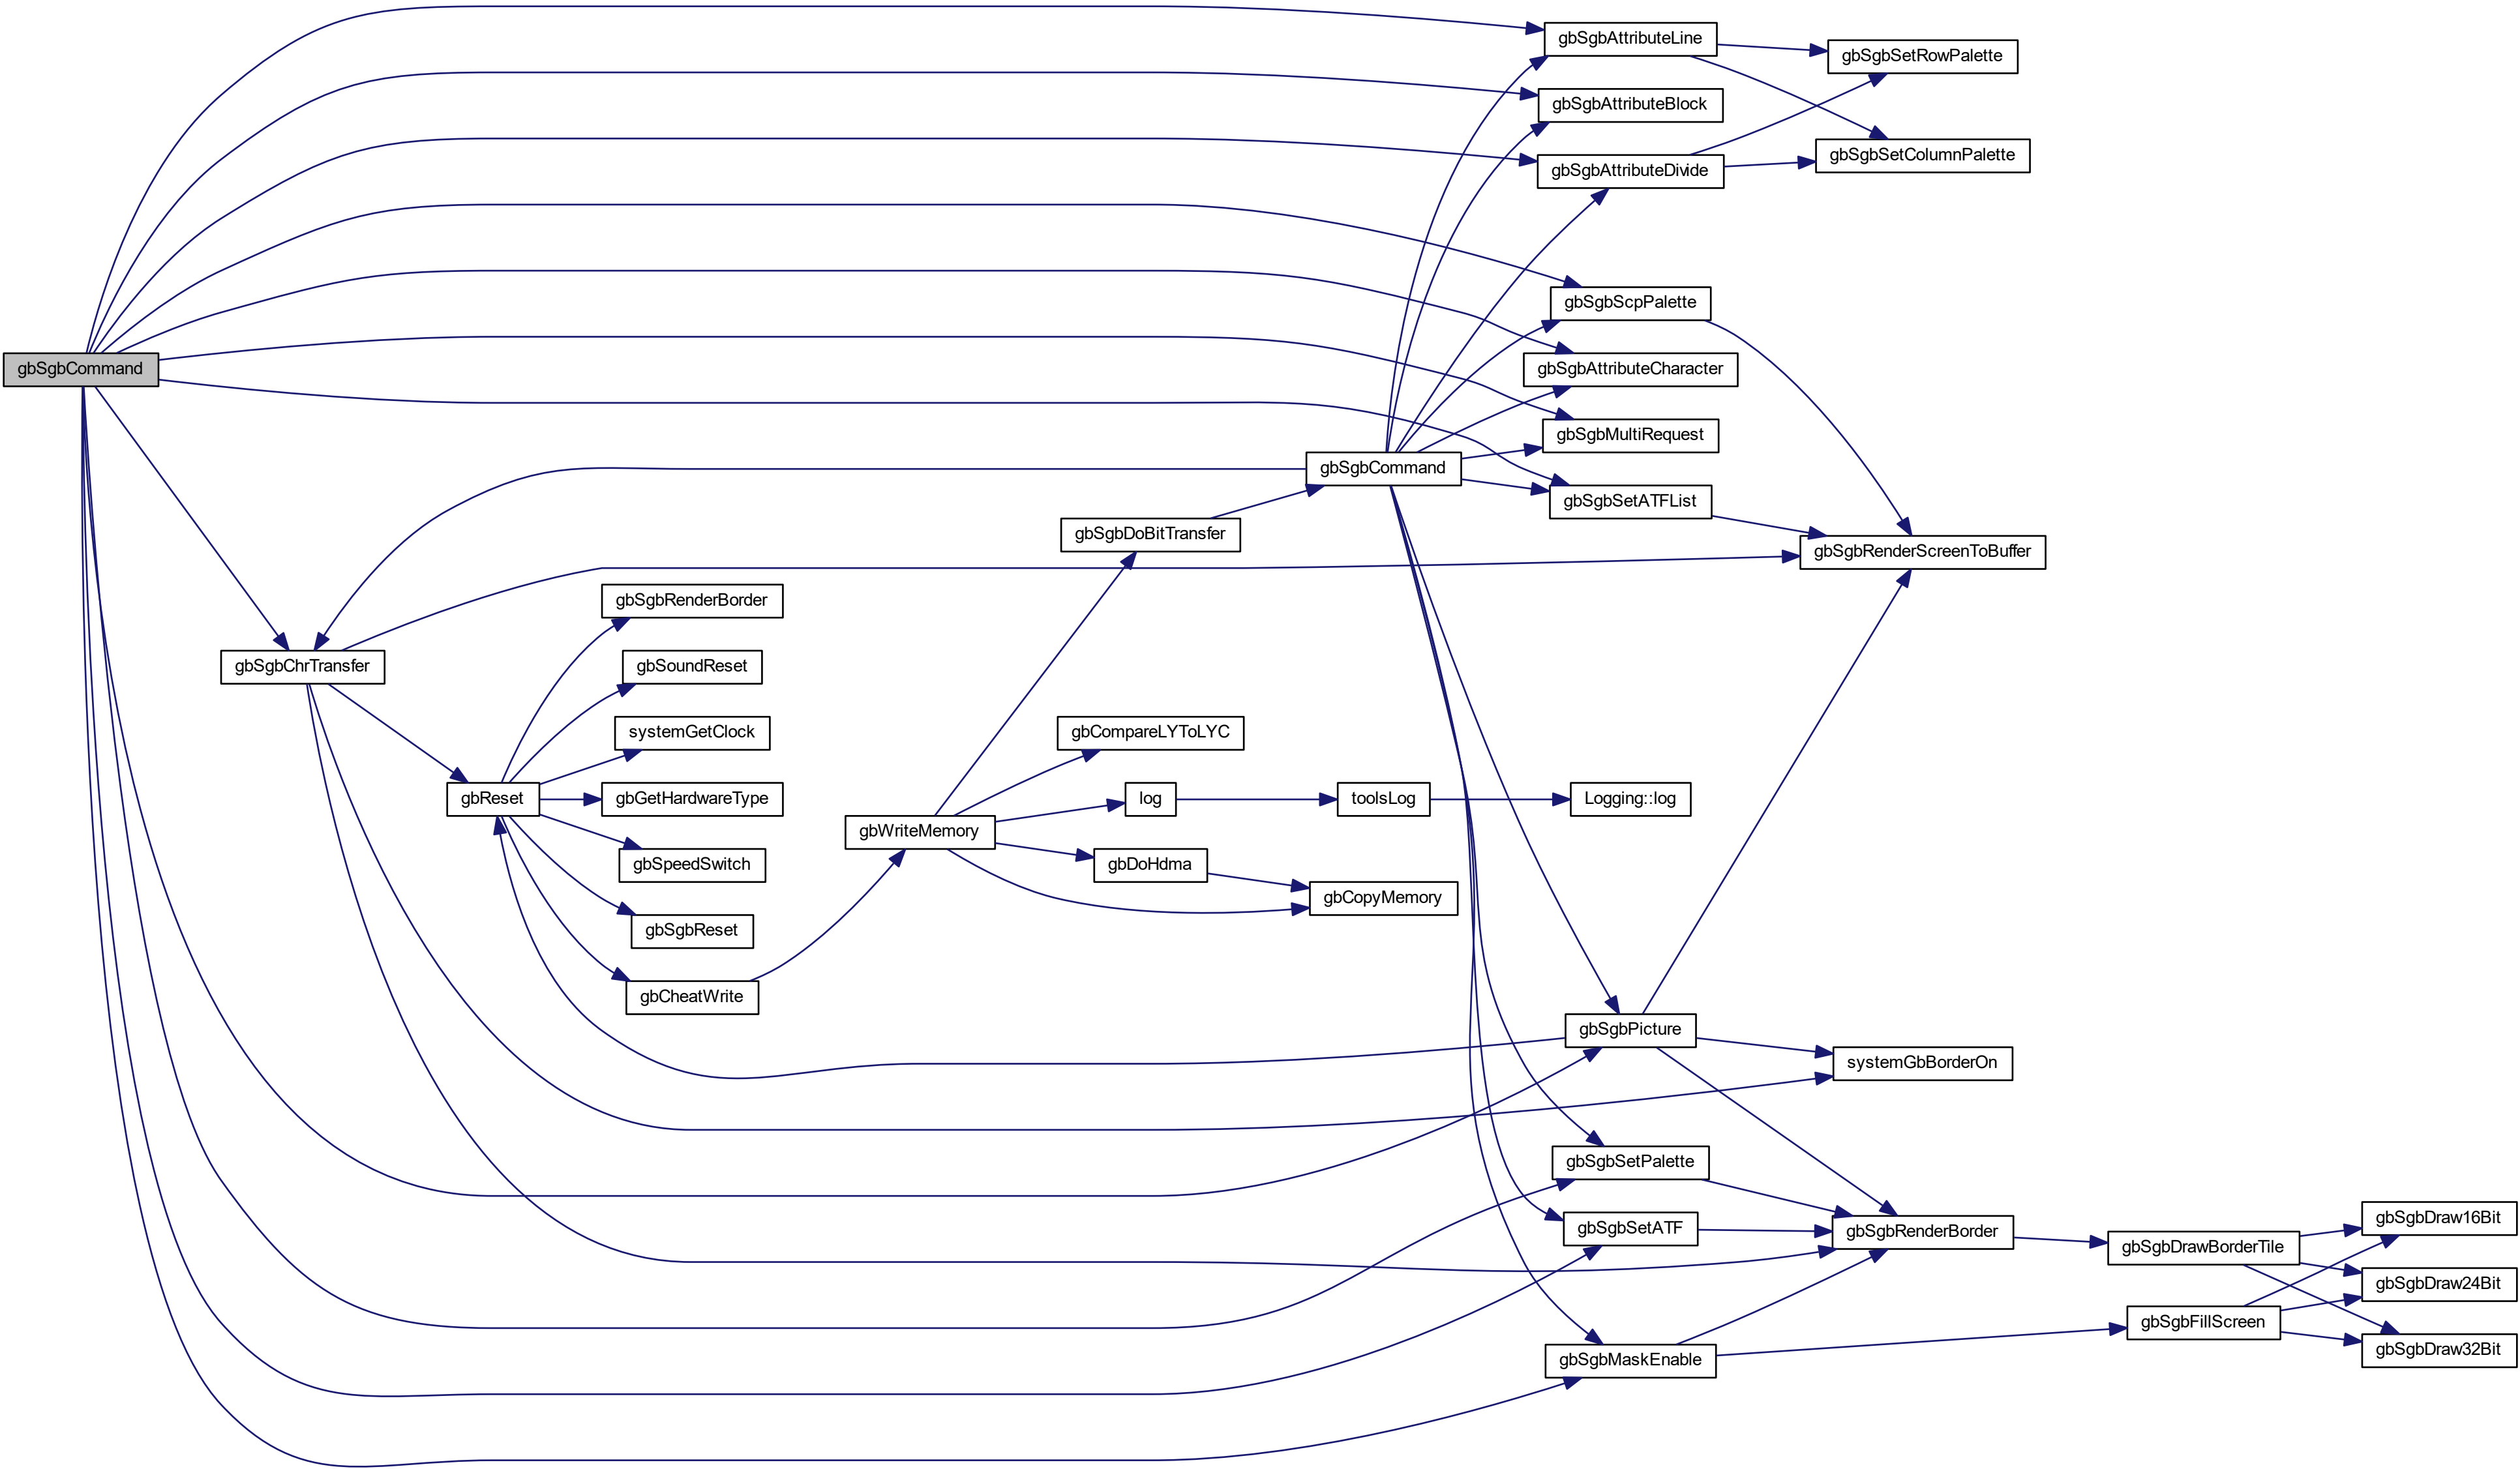 gbSgbCommand
gbSgbChrTransfer
gbReset
gbSgbRenderBorder
gbSoundReset
systemGetClock
gbGetHardwareType
gbSpeedSwitch
gbSgbReset
gbCheatWrite
gbWriteMemory
gbSgbDoBitTransfer
gbCompareLYToLYC
log
gbDoHdma
gbSgbCommand
toolsLog
gbCopyMemory
gbSgbAttributeLine
gbSgbAttributeBlock
gbSgbAttributeDivide
gbSgbScpPalette
gbSgbAttributeCharacter
gbSgbMultiRequest
gbSgbSetATFList
Logging::log
gbSgbPicture
gbSgbSetPalette
gbSgbSetATF
gbSgbMaskEnable
gbSgbSetRowPalette
gbSgbSetColumnPalette
gbSgbRenderScreenToBuffer
systemGbBorderOn
gbSgbRenderBorder
gbSgbDrawBorderTile
gbSgbFillScreen
gbSgbDraw16Bit
gbSgbDraw24Bit
gbSgbDraw32Bit